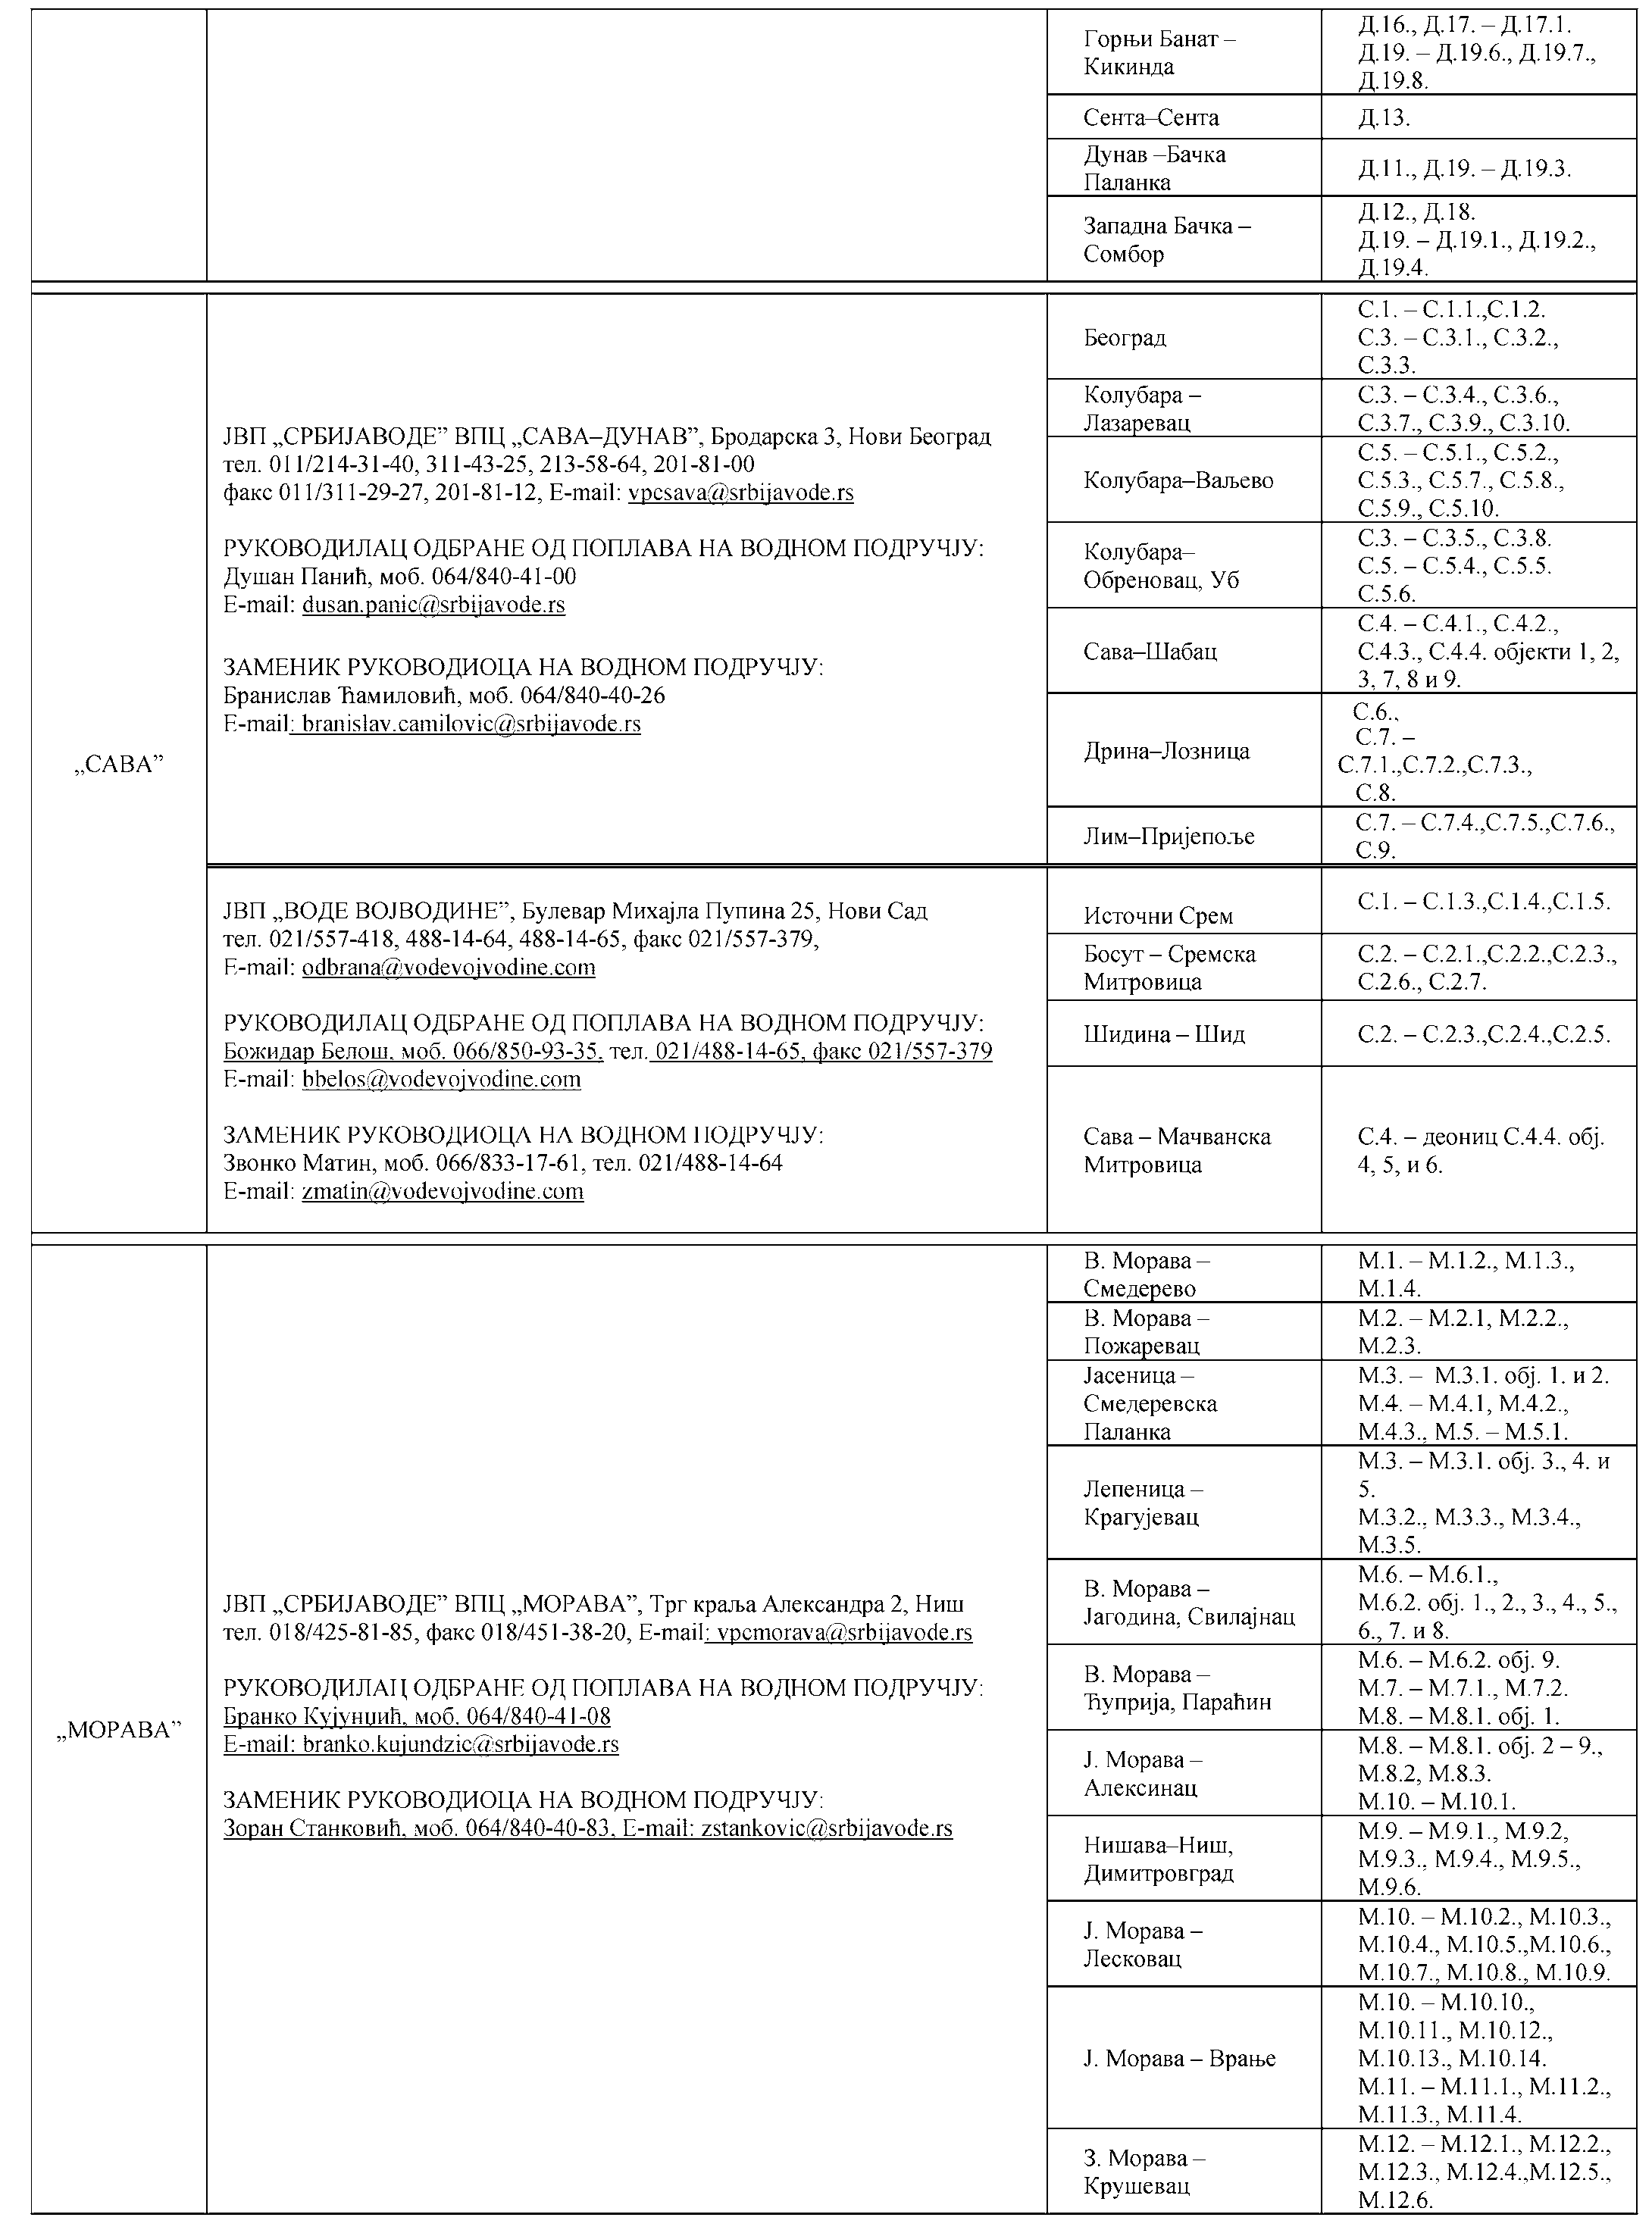 Горњи Банат –
Кикинда
Д.16., Д.17. – Д.17.1.
Д.19. – Д.19.6., Д.19.7.,
Д.19.8.
Сента–Сента
Д.13.
Дунав –Бачка
Паланка
Д.11., Д.19. – Д.19.3.
Западна Бачка –
Сомбор
Д.12., Д.18.
Д.19. – Д.19.1., Д.19.2.,
Д.19.4.
„САВА”
ЈВП „СРБИЈАВОДЕ” ВПЦ „САВА–ДУНАВ”, Бродарска 3, Нови Београд
тел. 011/214-31-40, 311-43-25, 213-58-64, 201-81-00
факс 011/311-29-27, 201-81-12, E-mail: vpcsava@srbijavode.rs
РУКОВОДИЛАЦ ОДБРАНЕ ОД ПОПЛАВА НА ВОДНОМ ПОДРУЧЈУ:
Душан Панић, моб. 064/840-41-00
E-mail: dusan.panic@srbijavode.rs
ЗАМЕНИК РУКОВОДИОЦА НА ВОДНОМ ПОДРУЧЈУ:
Бранислав Ћамиловић, моб. 064/840-40-26
E-mail: branislav.camilovic@srbijavode.rs
Београд
С.1. – С.1.1.,С.1.2.
С.3. – С.3.1., С.3.2.,
С.3.3.
Колубара –
Лазаревац
С.3. – С.3.4., С.3.6.,
С.3.7., С.3.9., С.3.10.
Колубара–Ваљево
С.5. – С.5.1., С.5.2.,
С.5.3., С.5.7., С.5.8.,
С.5.9., С.5.10.
Колубара–
Обреновац, Уб
С.3. – С.3.5., С.3.8.
С.5. – С.5.4., С.5.5.
С.5.6.
Сава–Шабац
С.4. – С.4.1., С.4.2.,
С.4.3., С.4.4. објекти 1, 2,
3, 7, 8 и 9.
Дрина–Лозница
С.6.,
С.7. –
С.7.1.,С.7.2.,С.7.3.,
С.8.
Лим–Пријепоље
С.7. – С.7.4.,С.7.5.,С.7.6.,
С.9.
ЈВП „ВОДЕ ВОЈВОДИНЕ”, Булевар Михајла Пупина 25, Нови Сад
тел. 021/557-418, 488-14-64, 488-14-65, факс 021/557-379,
E-mail: odbrana@vodevojvodine.com
РУКОВОДИЛАЦ ОДБРАНЕ ОД ПОПЛАВА НА ВОДНОМ ПОДРУЧЈУ:
Божидар Белош, моб. 066/850-93-35, тел. 021/488-14-65, факс 021/557-379
E-mail: bbelos@vodevojvodine.com
ЗАМЕНИК РУКОВОДИОЦА НА ВОДНОМ ПОДРУЧЈУ:
Звонко Матин, моб. 066/833-17-61, тел. 021/488-14-64
E-mail: zmatin@vodevojvodine.com
Источни Срем
С.1. – С.1.3.,С.1.4.,С.1.5.
Босут – Сремска
Митровица
С.2. – С.2.1.,С.2.2.,С.2.3.,
С.2.6., С.2.7.
Шидина – Шид
С.2. – С.2.3.,С.2.4.,С.2.5.
Сава – Мачванска
Митровица
С.4. – деониц С.4.4. обј.
4, 5, и 6.
„МОРАВА”
ЈВП „СРБИЈАВОДЕ” ВПЦ „МОРАВА”, Трг краља Александра 2, Ниш
тел. 018/425-81-85, факс 018/451-38-20, E-mail: vpcmorava@srbijavode.rs
РУКОВОДИЛАЦ ОДБРАНЕ ОД ПОПЛАВА НА ВОДНОМ ПОДРУЧЈУ:
Бранко Кујунџић, моб. 064/840-41-08
E-mail: branko.kujundzic@srbijavode.rs
ЗАМЕНИК РУКОВОДИОЦА НА ВОДНОМ ПОДРУЧЈУ:
Зоран Станковић, моб. 064/840-40-83, E-mail: zstankovic@srbijavode.rs
В. Морава –
Смедерево
М.1. – М.1.2., М.1.3.,
М.1.4.
В. Морава –
Пожаревац
М.2. – М.2.1, М.2.2.,
М.2.3.
Јасеница –
Смедеревска
Паланка
М.3. – М.3.1. обј. 1. и 2.
М.4. – М.4.1, М.4.2.,
М.4.3., М.5. – М.5.1.
Лепеница –
Крагујевац
М.3. – М.3.1. обј. 3., 4. и
5.
М.3.2., М.3.3., М.3.4.,
М.3.5.
В. Морава –
Јагодина, Свилајнац
М.6. – М.6.1.,
М.6.2. обј. 1., 2., 3., 4., 5.,
6., 7. и 8.
В. Морава –
Ћуприја, Параћин
М.6. – М.6.2. обј. 9.
М.7. – М.7.1., М.7.2.
М.8. – М.8.1. обј. 1.
Ј. Морава –
Алексинац
М.8. – М.8.1. обј. 2 – 9.,
М.8.2, М.8.3.
М.10. – М.10.1.
Нишава–Ниш,
Димитровград
М.9. – М.9.1., М.9.2,
М.9.3., М.9.4., М.9.5.,
М.9.6.
Ј. Морава –
Лесковац
М.10. – М.10.2., М.10.3.,
М.10.4., М.10.5.,М.10.6.,
М.10.7., М.10.8., М.10.9.
Ј. Морава – Врање
М.10. – М.10.10.,
М.10.11., М.10.12.,
М.10.13., М.10.14.
М.11. – М.11.1., М.11.2.,
М.11.3., М.11.4.
З. Морава –
Крушевац
М.12. – М.12.1., М.12.2.,
М.12.3., М.12.4.,М.12.5.,
М.12.6.